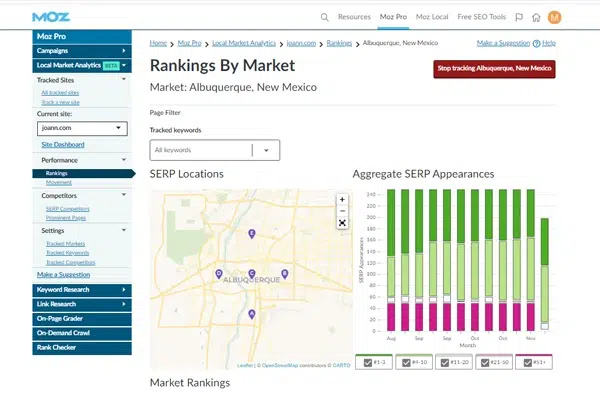 MOZ
Resources Moz Pro Moz Local Free SEO Tools M
Moz Pro
Campaigns
Local Market Analytics BETA
Tracked Sites
All tracked sites
Track a new site
Current site:
joann.com
Site Dashboard
Performance
Rankings
Movement
Competitors
SERP Competitors
Prominent Pages
Settings
Tracked Markets
Tracked Keywords
Tracked Competitors
Make a Suggestion
Keyword Research
Link Research
On-Page Grader
On-Demand Crawl
Rank Checker
Home > Moz Pro > Local Market Analytics > joann.com > Rankings > Albuquerque, New Mexico
Make a Suggestion Help
Rankings By Market
Stop tracking Albuquerque, New Mexico
Market: Albuquerque, New Mexico
Page Filter
Tracked keywords
All keywords
SERP Locations
+
−
E
D C B
ALBUQUERQUE
A
Leaflet | © OpenStreetMap contributors © CARTO
Aggregate SERP Appearances
SERP Appearances
240
220
200
180
160
140
120
100
80
60
40
20
0
Aug Sep Sep Sep Oct Oct Oct Nov
Month
#1-3 #4-10 #11-20 #21-50 #51+
Market Rankings